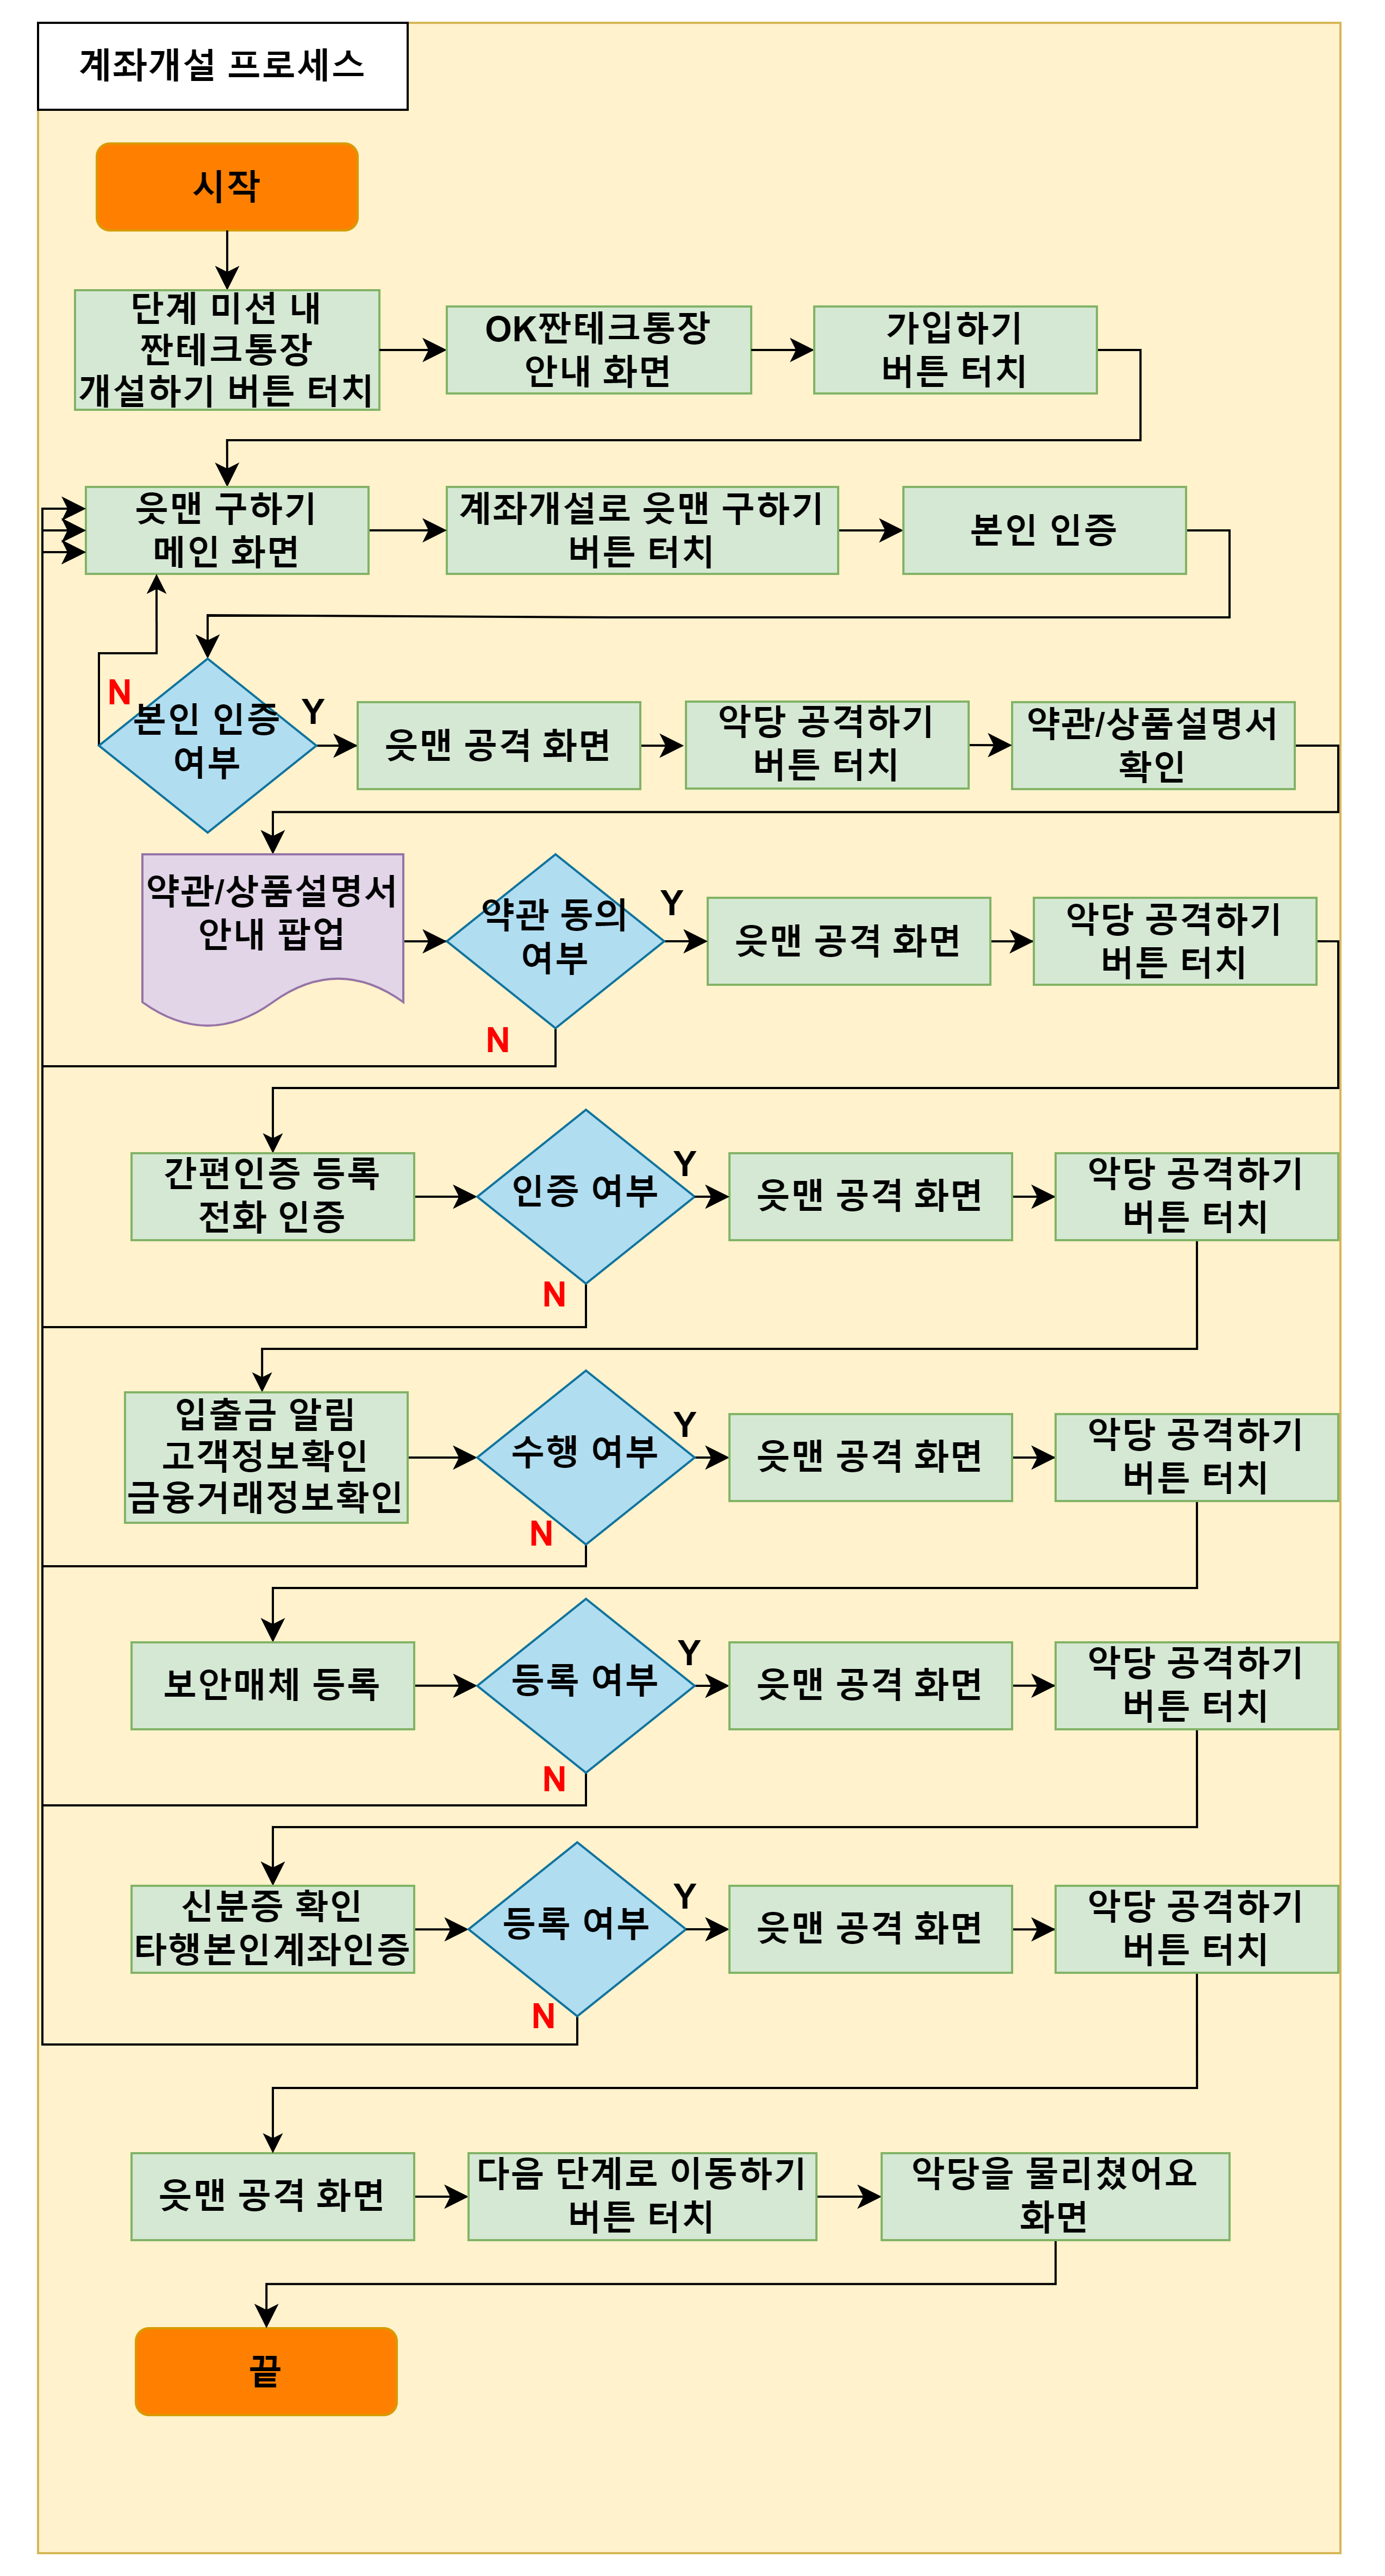 계좌개설 프로세스
시작
단계 미션 내
짠테크통장
개설하기 버튼 터치
OK짠테크통장
안내 화면
가입하기
버튼 터치
읏맨 구하기
메인 화면
계좌개설로 읏맨 구하기
버튼 터치
본인 인증
N
본인 인증
여부
Y
읏맨 공격 화면
악당 공격하기
버튼 터치
약관/상품설명서
확인
약관/상품설명서
안내 팝업
약관 동의
여부
Y
N
읏맨 공격 화면
악당 공격하기
버튼 터치
간편인증 등록
전화 인증
인증 여부
Y
N
읏맨 공격 화면
악당 공격하기
버튼 터치
입출금 알림
고객정보확인
금융거래정보확인
수행 여부
Y
N
읏맨 공격 화면
악당 공격하기
버튼 터치
보안매체 등록
등록 여부
Y
N
읏맨 공격 화면
악당 공격하기
버튼 터치
신분증 확인
타행본인계좌인증
등록 여부
Y
N
읏맨 공격 화면
악당 공격하기
버튼 터치
읏맨 공격 화면
다음 단계로 이동하기
버튼 터치
악당을 물리쳤어요
화면
끝